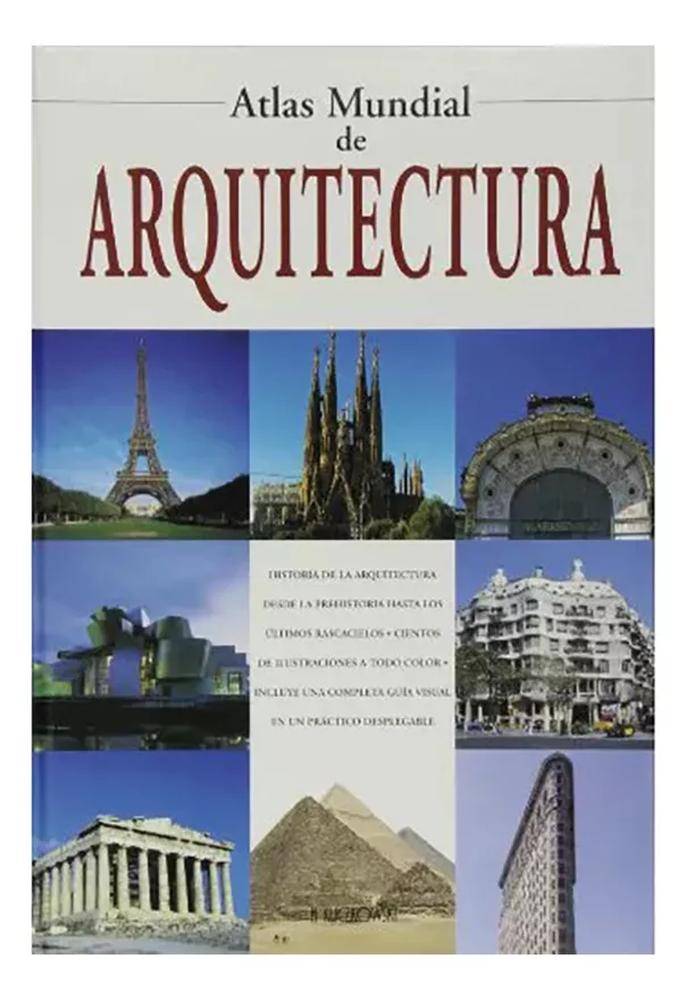 Atlas Mundial
de
ARQUITECTURA
HISTORIA DE LA ARQUITECTURA
DESDE LA PREHISTORIA HASTA LOS
ÚLTIMOS RASCACIELOS • CIENTOS
DE ILUSTRACIONES A TODO COLOR •
INCLUYE UNA COMPLETA GUÍA VISUAL
EN UN PRÁCTICO DESPLEGABLE